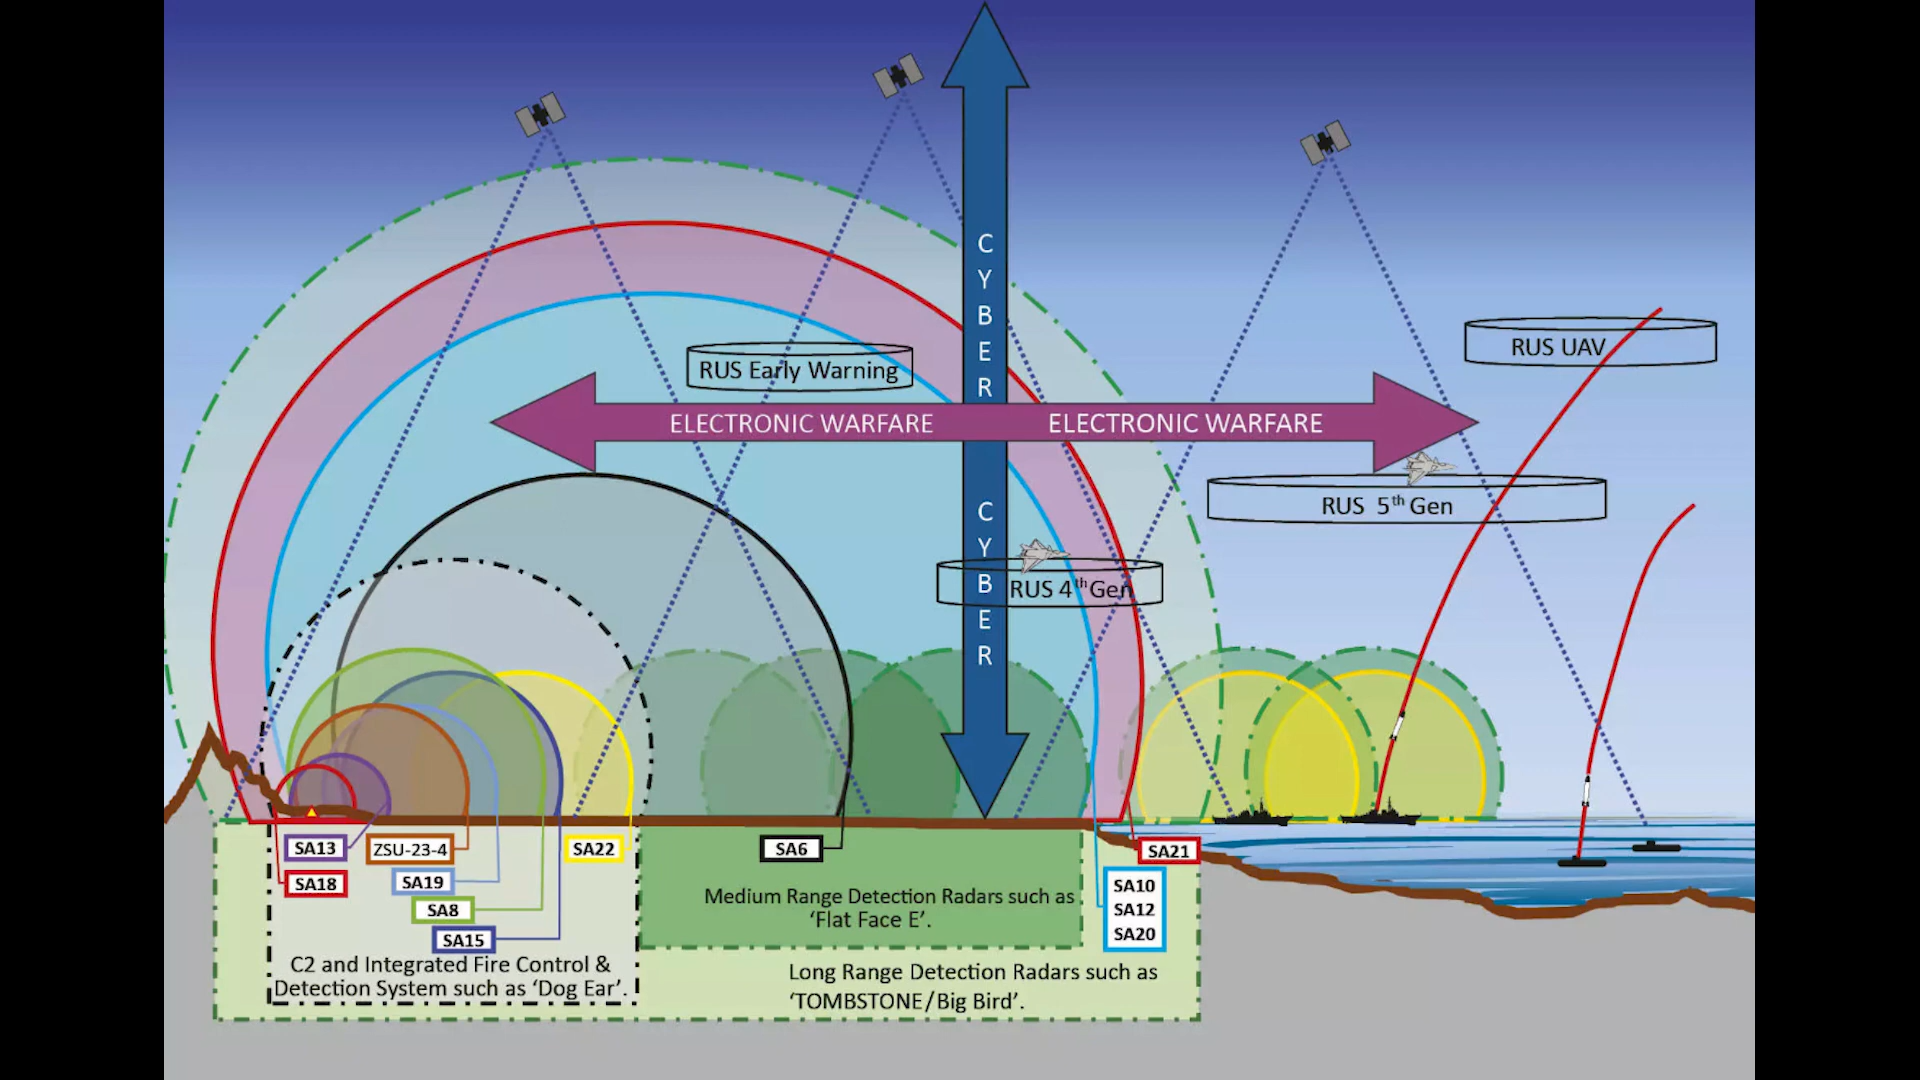 C
Y
B
E
R
RUS UAV
RUS Early Warning
ELECTRONIC WARFARE
ELECTRONIC WARFARE
RUS 5th Gen
C
Y
B
E
R
RUS 4th Gen
SA13
ZSU-23-4
SA22
SA6
SA21
SA18
SA19
SA8
SA15
SA10
SA12
SA20
Medium Range Detection Radars such as
‘Flat Face E’.
C2 and Integrated Fire Control &
Detection System such as ‘Dog Ear’.
Long Range Detection Radars such as
‘TOMBSTONE/Big Bird’.